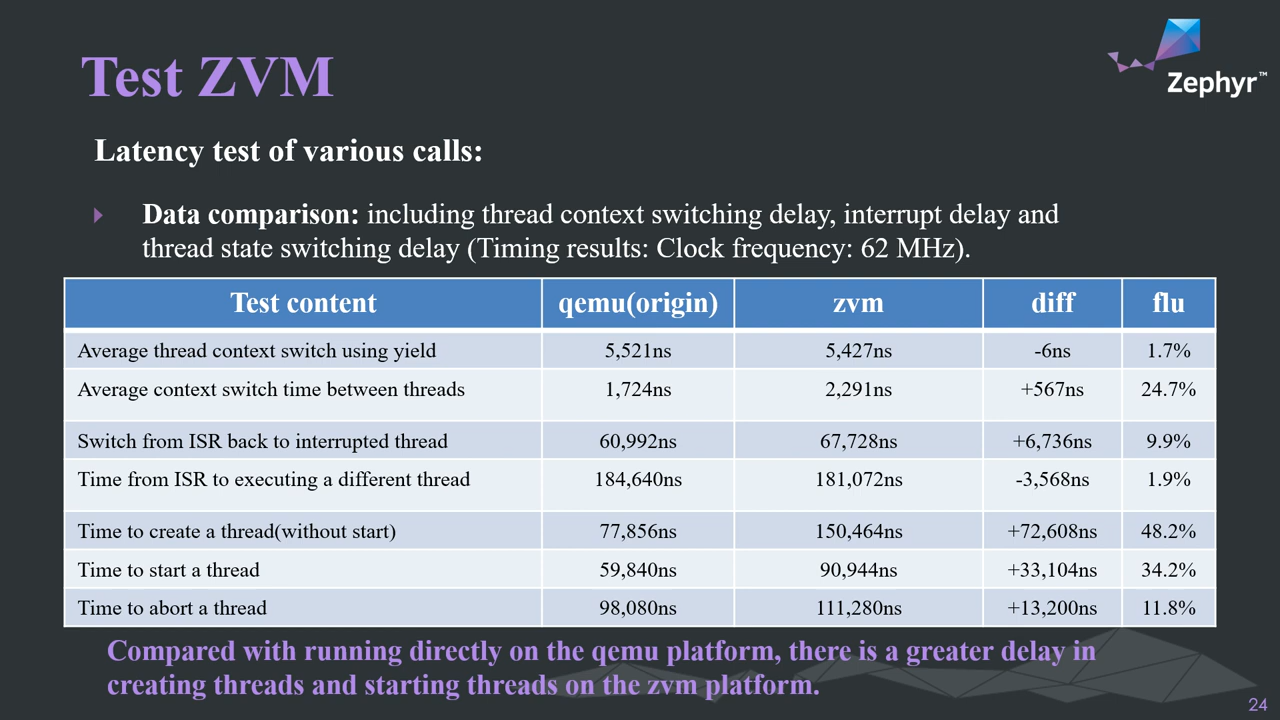 Test ZVM
Zephyr™
Latency test of various calls:
Data comparison: including thread context switching delay, interrupt delay and
thread state switching delay (Timing results: Clock frequency: 62 MHz).
Test content qemu(origin) zvm diff flu
Average thread context switch using yield 5,521ns 5,427ns -6ns 1.7%
Average context switch time between threads 1,724ns 2,291ns +567ns 24.7%
Switch from ISR back to interrupted thread 60,992ns 67,728ns +6,736ns 9.9%
Time from ISR to executing a different thread 184,640ns 181,072ns -3,568ns 1.9%
Time to create a thread(without start) 77,856ns 150,464ns +72,608ns 48.2%
Time to start a thread 59,840ns 90,944ns +33,104ns 34.2%
Time to abort a thread 98,080ns 111,280ns +13,200ns 11.8%
Compared with running directly on the qemu platform, there is a greater delay in
creating threads and starting threads on the zvm platform.
24